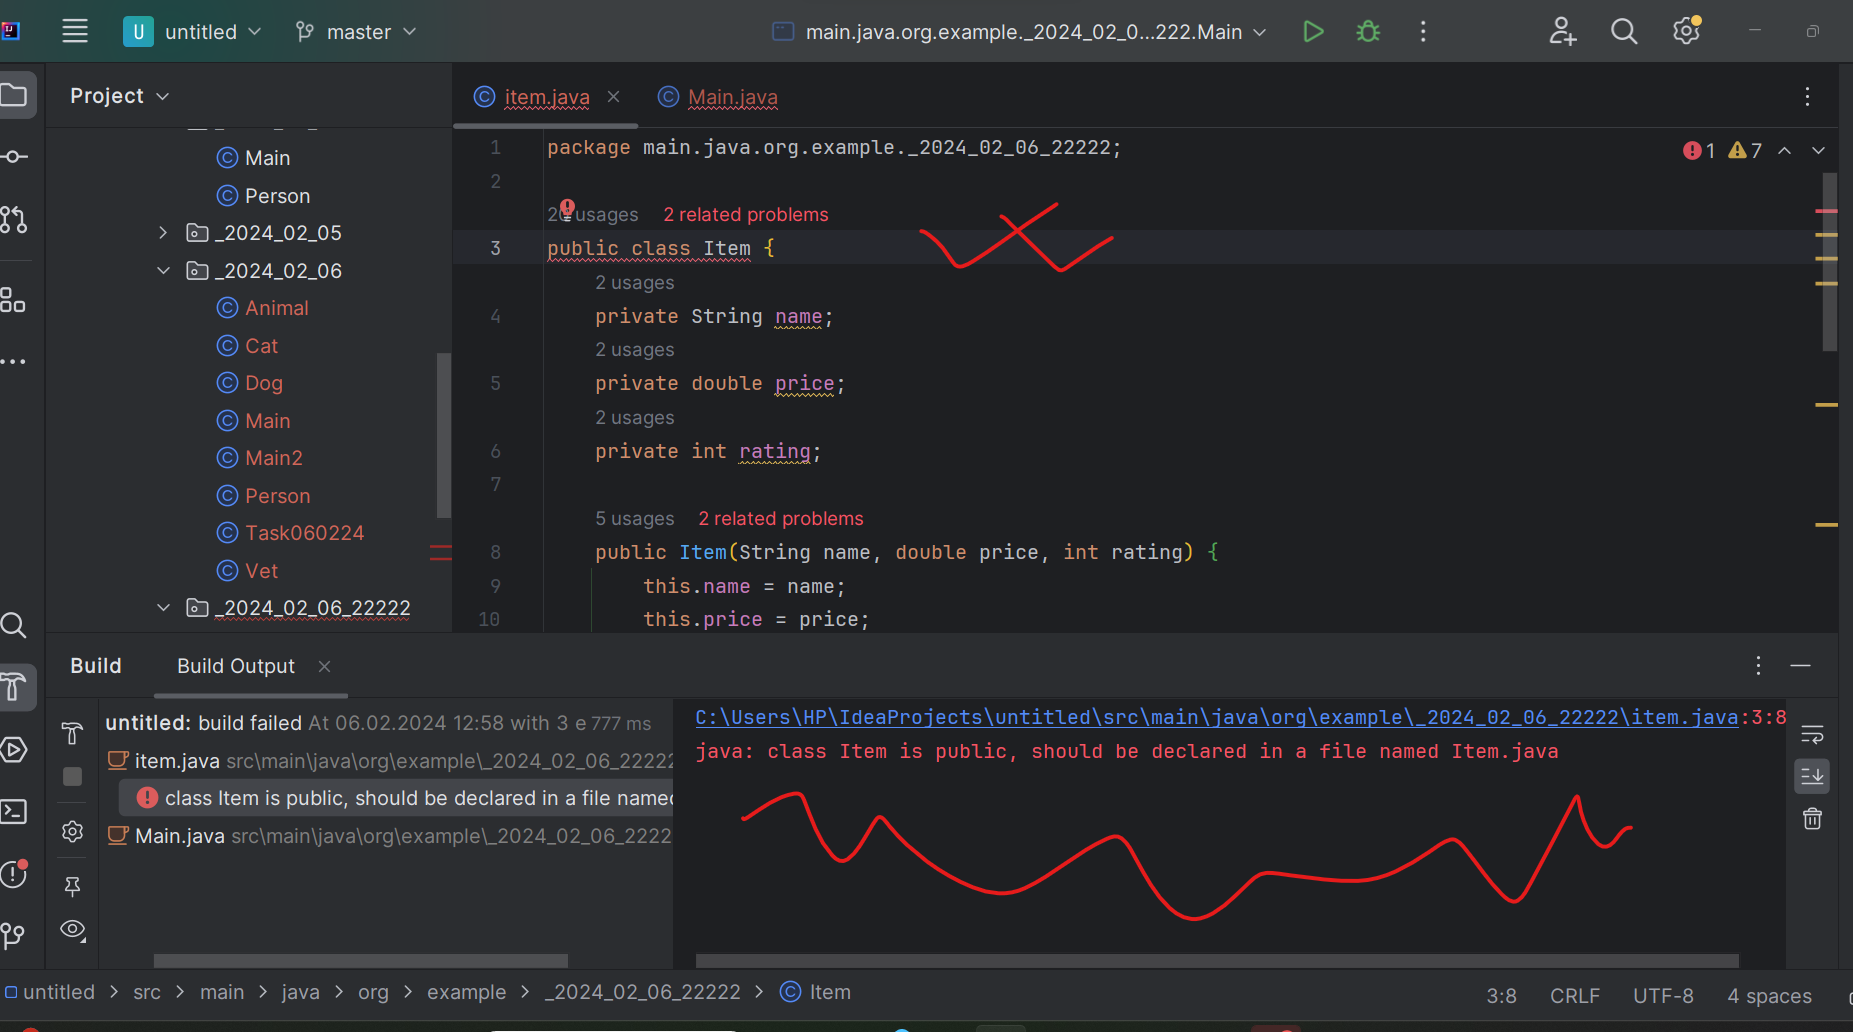 U untitled master main.java.org.example._2024_02_0...222.Main
Project
Main
Person
_2024_02_05
_2024_02_06
Animal
Cat
Dog
Main
Main2
Person
Task060224
Vet
_2024_02_06_22222
item.java Main.java
1 7
1 package main.java.org.example._2024_02_06_22222;
2
usages 2 related problems
3 public class Item {
2 usages
4 private String name;
2 usages
5 private double price;
2 usages
6 private int rating;
7
5 usages 2 related problems
8 public Item(String name, double price, int rating) {
9 this.name = name;
10 this.price = price;
Build Build Output
untitled: build failed At 06.02.2024 12:58 with 3 e 777 ms
item.java src\main\java\org\example\_2024_02_06_22222
class Item is public, should be declared in a file named
Main.java src\main\java\org\example\_2024_02_06_2222
C:\Users\HP\IdeaProjects\untitled\src\main\java\org\example\_2024_02_06_22222\item.java:3:8
java: class Item is public, should be declared in a file named Item.java
untitled > src > main > java > org > example > _2024_02_06_22222 > Item
3:8 CRLF UTF-8 4 spaces